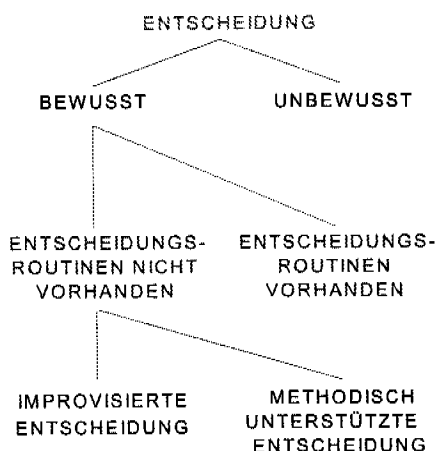 ENTSCHEIDUNG
BEWUSST
UNBEWUSST
ENTSCHEIDUNGS-
ROUTINEN NICHT
VORHANDEN
ENTSCHEIDUNGS-
ROUTINEN
VORHANDEN
IMPROVISIERTE
ENTSCHEIDUNG
METHODISCH
UNTERSTÜTZTE
ENTSCHEIDUNG